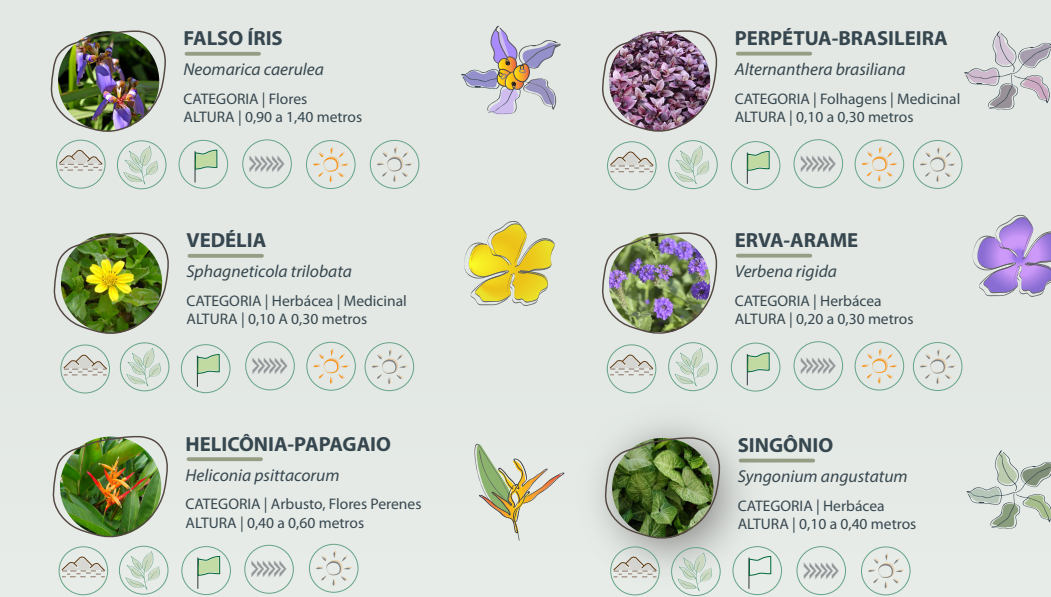 FALSO ÍRIS
Neomarica caerulea
CATEGORIA | Flores
ALTURA | 0,90 a 1,40 metros
PERPÉTUA-BRASILEIRA
Alternanthera brasiliana
CATEGORIA | Folhagens | Medicinal
ALTURA | 0,10 a 0,30 metros
VEDÉLIA
Sphagneticola trilobata
CATEGORIA | Herbácea | Medicinal
ALTURA | 0,10 A 0,30 metros
ERVA-ARAME
Verbena rigida
CATEGORIA | Herbácea
ALTURA | 0,20 a 0,30 metros
HELICÔNIA-PAPAGAIO
Heliconia psittacorum
CATEGORIA | Arbusto, Flores Perenes
ALTURA | 0,40 a 0,60 metros
SINGÔNIO
Syngonium angustatum
CATEGORIA | Herbácea
ALTURA | 0,10 a 0,40 metros